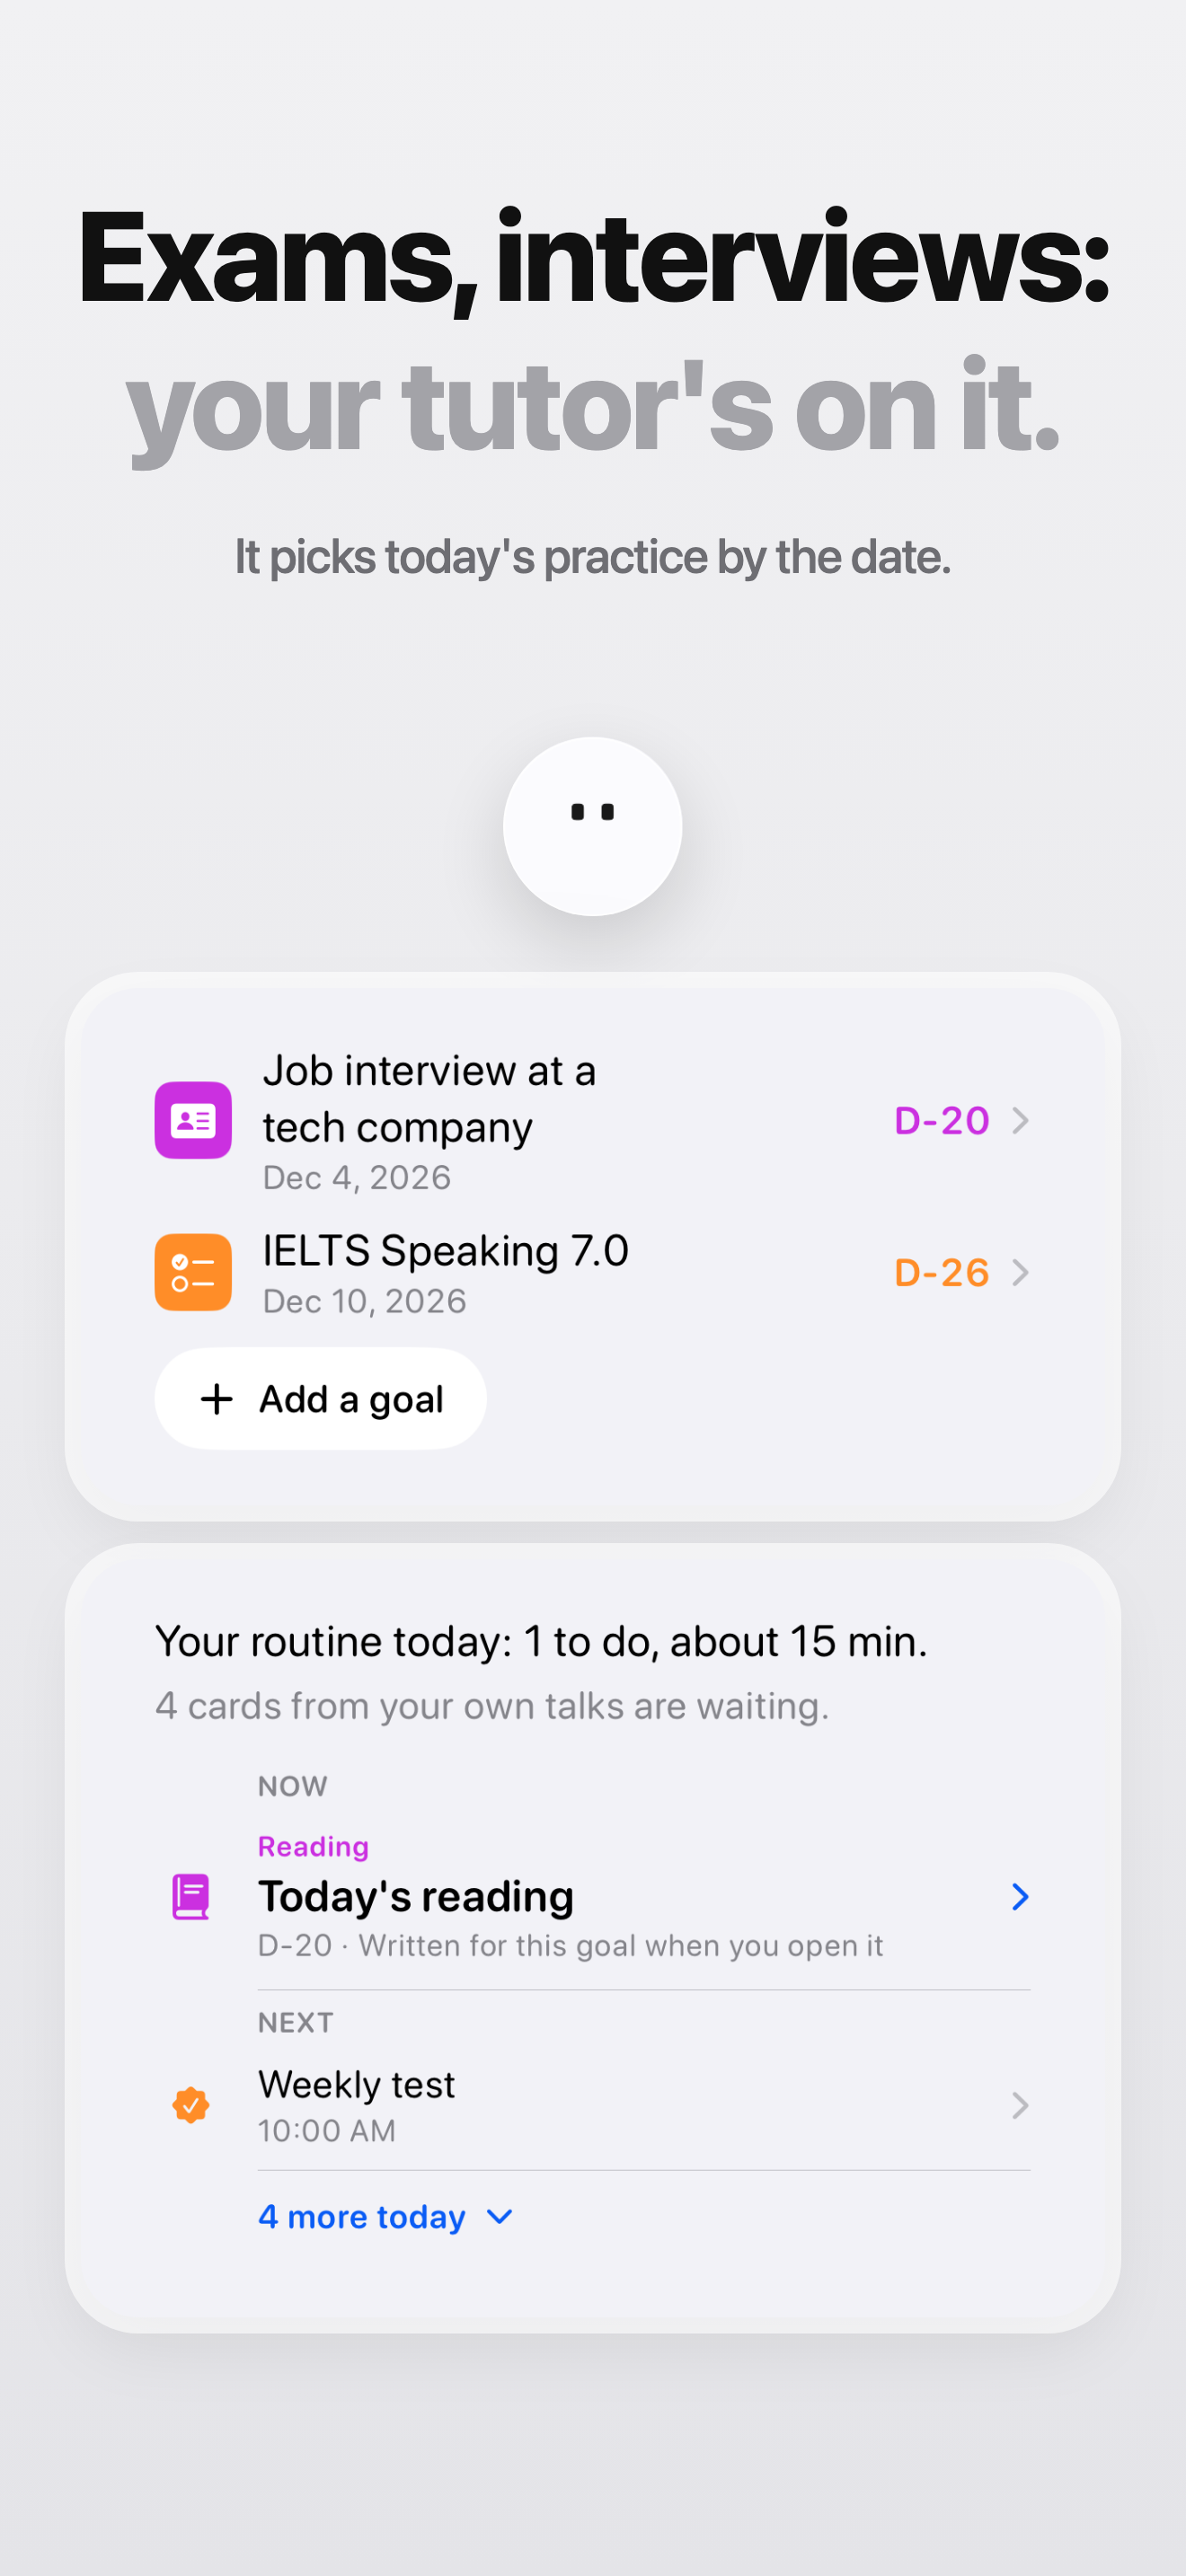 Exams, interviews:
your tutor's on it.
It picks today's practice by the date.
Job interview at a
tech company
Dec 4, 2026
D-20
IELTS Speaking 7.0
Dec 10, 2026
D-26
+ Add a goal
Your routine today: 1 to do, about 15 min.
4 cards from your own talks are waiting.
NOW
Reading
Today's reading
D-20 · Written for this goal when you open it
NEXT
Weekly test
10:00 AM
4 more today